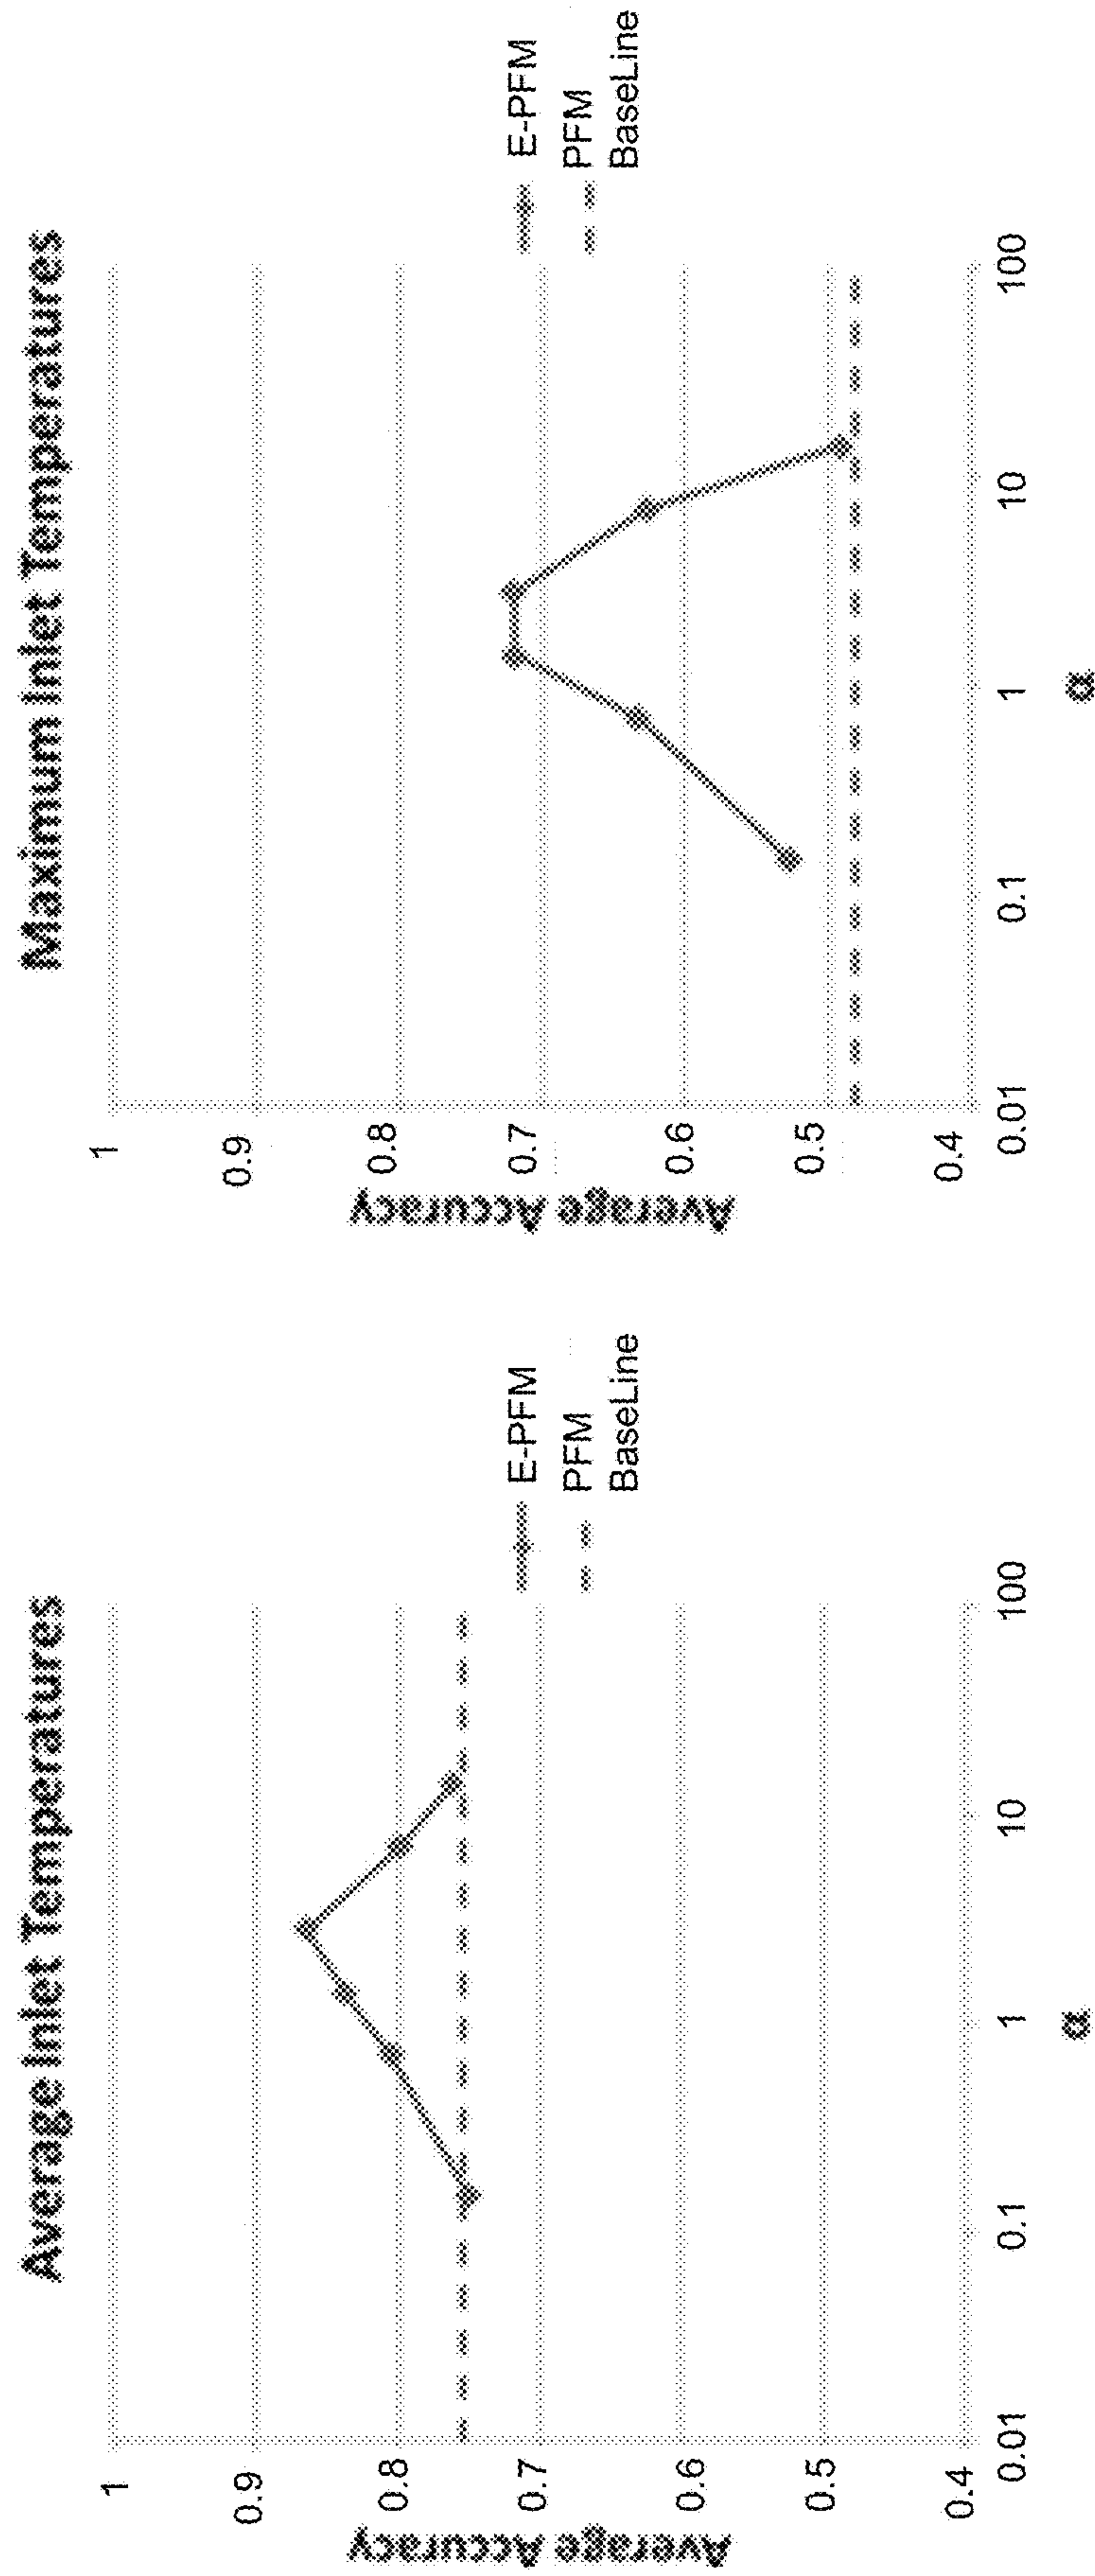 Average Inlet Temperatures
Average Accuracy
1
0.9
0.8
0.7
0.6
0.5
0.4
0.01
0.1
1
10
100
α
E-PFM
PFM
BaseLine
Maximum Inlet Temperatures
Average Accuracy
1
0.9
0.8
0.7
0.6
0.5
0.4
0.01
0.1
1
10
100
α
E-PFM
PFM
BaseLine